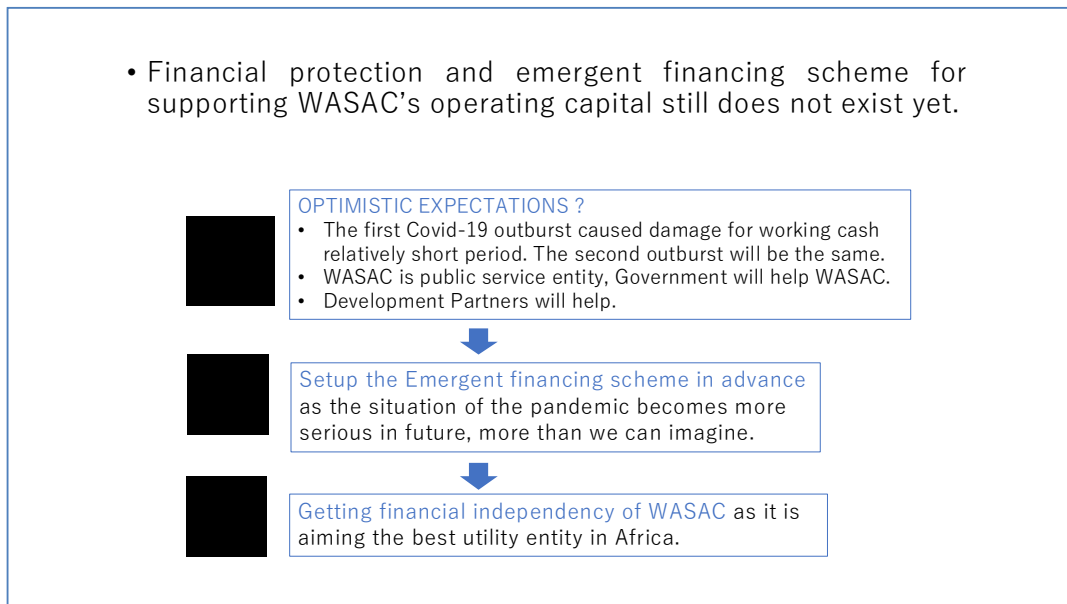 • Financial protection and emergent financing scheme for
supporting WASAC’s operating capital still does not exist yet.
OPTIMISTIC EXPECTATIONS ?
• The first Covid-19 outburst caused damage for working cash
relatively short period. The second outburst will be the same.
• WASAC is public service entity, Government will help WASAC.
• Development Partners will help.
Setup the Emergent financing scheme in advance
as the situation of the pandemic becomes more
serious in future, more than we can imagine.
Getting financial independency of WASAC as it is
aiming the best utility entity in Africa.